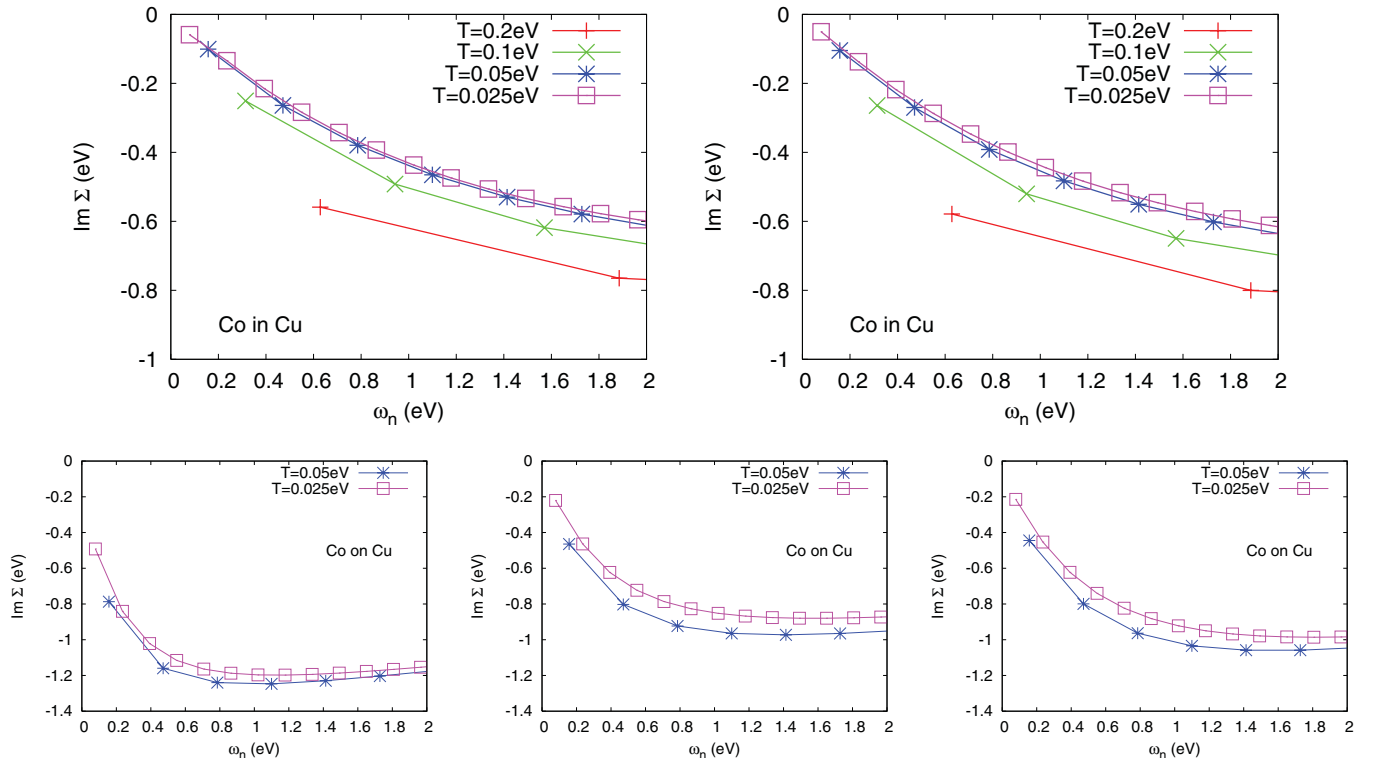 0
-0.2
-0.4
-0.6
-0.8
-1
Im Σ (eV)
T=0.2eV
T=0.1eV
T=0.05eV
T=0.025eV
Co in Cu
0 0.2 0.4 0.6 0.8 1 1.2 1.4 1.6 1.8 2
ωn (eV)
0
-0.2
-0.4
-0.6
-0.8
-1
Im Σ (eV)
T=0.2eV
T=0.1eV
T=0.05eV
T=0.025eV
Co in Cu
0 0.2 0.4 0.6 0.8 1 1.2 1.4 1.6 1.8 2
ωn (eV)
0
-0.2
-0.4
-0.6
-0.8
-1
-1.2
-1.4
Im Σ (eV)
T=0.05eV
T=0.025eV
Co on Cu
0 0.2 0.4 0.6 0.8 1 1.2 1.4 1.6 1.8 2
ωn (eV)
0
-0.2
-0.4
-0.6
-0.8
-1
-1.2
-1.4
Im Σ (eV)
T=0.05eV
T=0.025eV
Co on Cu
0 0.2 0.4 0.6 0.8 1 1.2 1.4 1.6 1.8 2
ωn (eV)
0
-0.2
-0.4
-0.6
-0.8
-1
-1.2
-1.4
Im Σ (eV)
T=0.05eV
T=0.025eV
Co on Cu
0 0.2 0.4 0.6 0.8 1 1.2 1.4 1.6 1.8 2
ωn (eV)